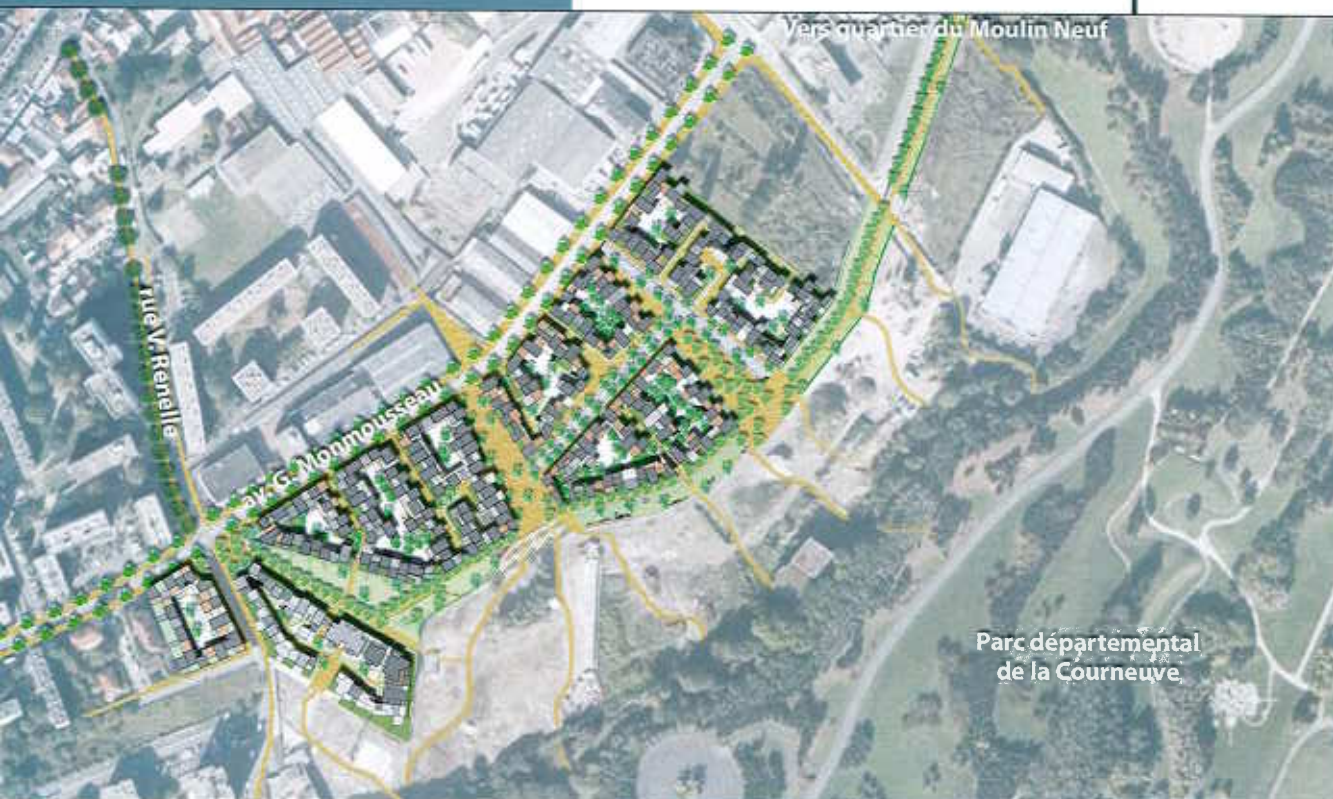 Vers quartier du Moulin Neuf
rue V. Renelle
av. G. Monmousseau
Parc départemental
de la Courneuve